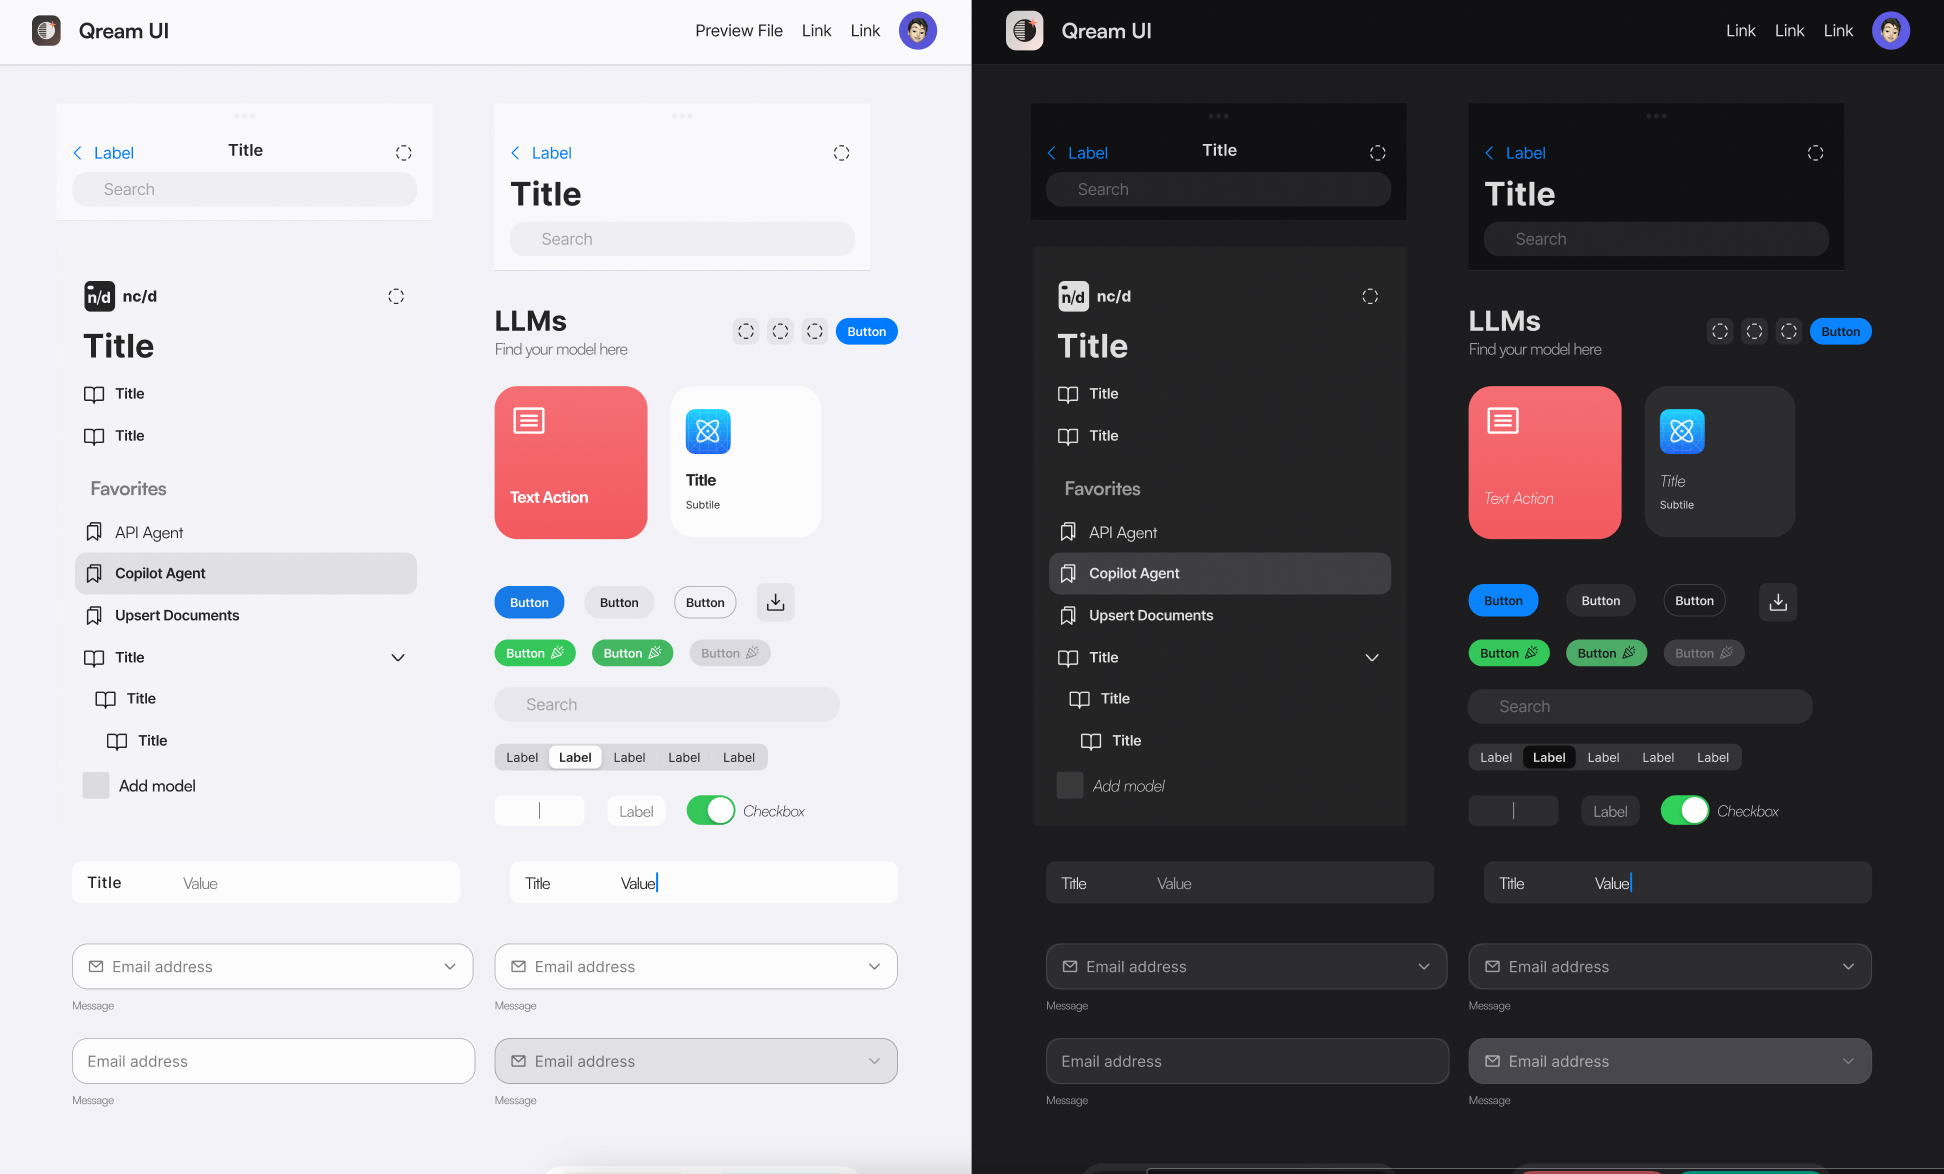 Qream UI
Preview File
Link
Link
Label
Title
Search
Label
Title
Search
n/d nc/d
Title
Title
Title
Favorites
API Agent
Copilot Agent
Upsert Documents
Title
Title
Title
Add model
LLMs
Find your model here
Button
Text Action
Title
Subtile
Button
Button
Button
Button
Button
Button
Search
Label
Label
Label
Label
Label
Label
Checkbox
Title
Value
Title
Value
Email address
Message
Email address
Message
Email address
Message
Email address
Message
Qream UI
Link
Link
Link
Label
Title
Search
Label
Title
Search
n/d nc/d
Title
Title
Title
Favorites
API Agent
Copilot Agent
Upsert Documents
Title
Title
Title
Add model
LLMs
Find your model here
Button
Text Action
Title
Subtile
Button
Button
Button
Button
Button
Button
Search
Label
Label
Label
Label
Label
Label
Checkbox
Title
Value
Title
Value
Email address
Message
Email address
Message
Email address
Message
Email address
Message